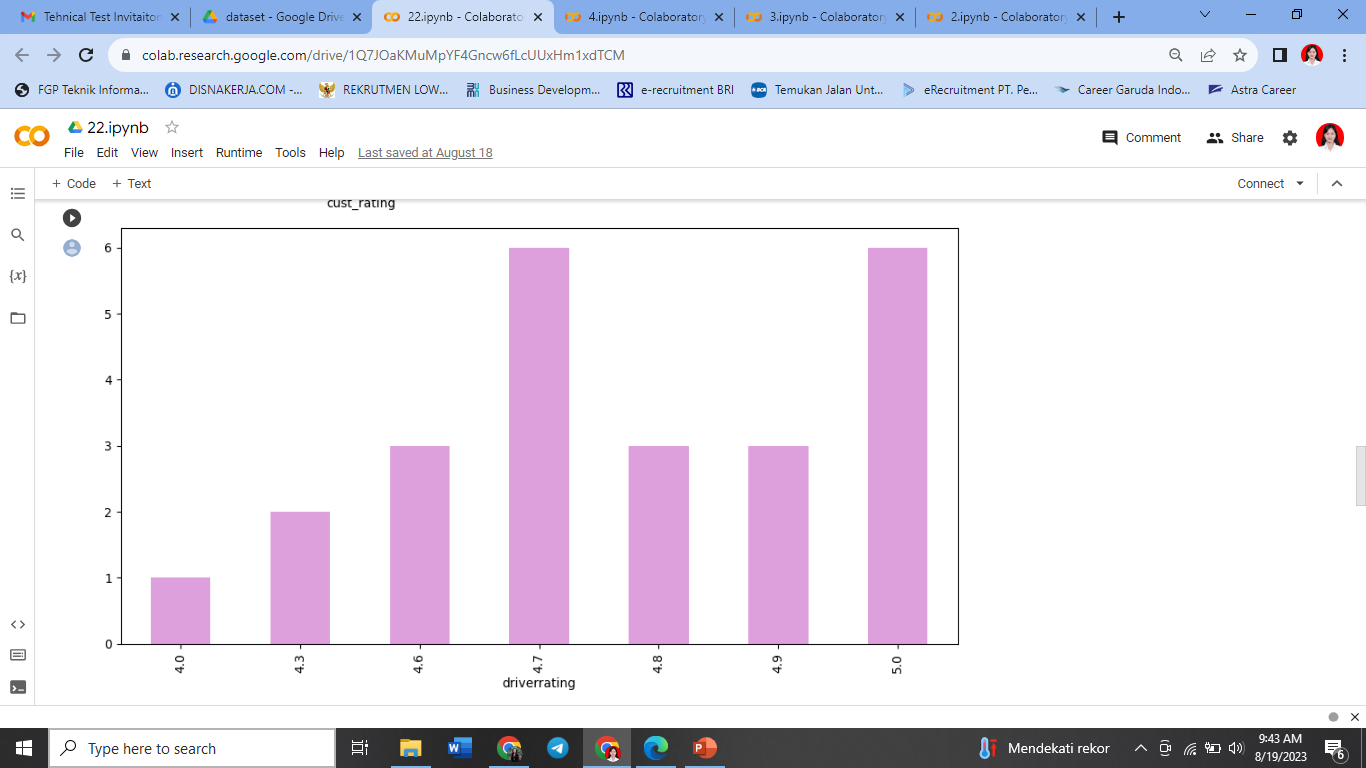 Tehnical Test Invitaiton
dataset - Google Drive
22.ipynb - Colaborato
4.ipynb - Colaboratory
3.ipynb - Colaboratory
2.ipynb - Colaboratory
colab.research.google.com/drive/1Q7JOaKMuMpYF4Gncw6fLcUUxHm1xdTCM
FGP Teknik Informa...
DISNAKERJA.COM -...
REKRUTMEN LOW...
Business Developm...
e-recruitment BRI
Temukan Jalan Unt...
eRecruitment PT. Pe...
Career Garuda Indo...
Astra Career
22.ipynb
Comment
Share
File Edit View Insert Runtime Tools Help Last saved at August 18
+ Code + Text
Connect
cust_rating
{x}
6
5
4
3
2
1
0
4.0 4.3 4.6 4.7 4.8 4.9 5.0
driverrating
Type here to search
Mendekati rekor
9:43 AM
8/19/2023
6